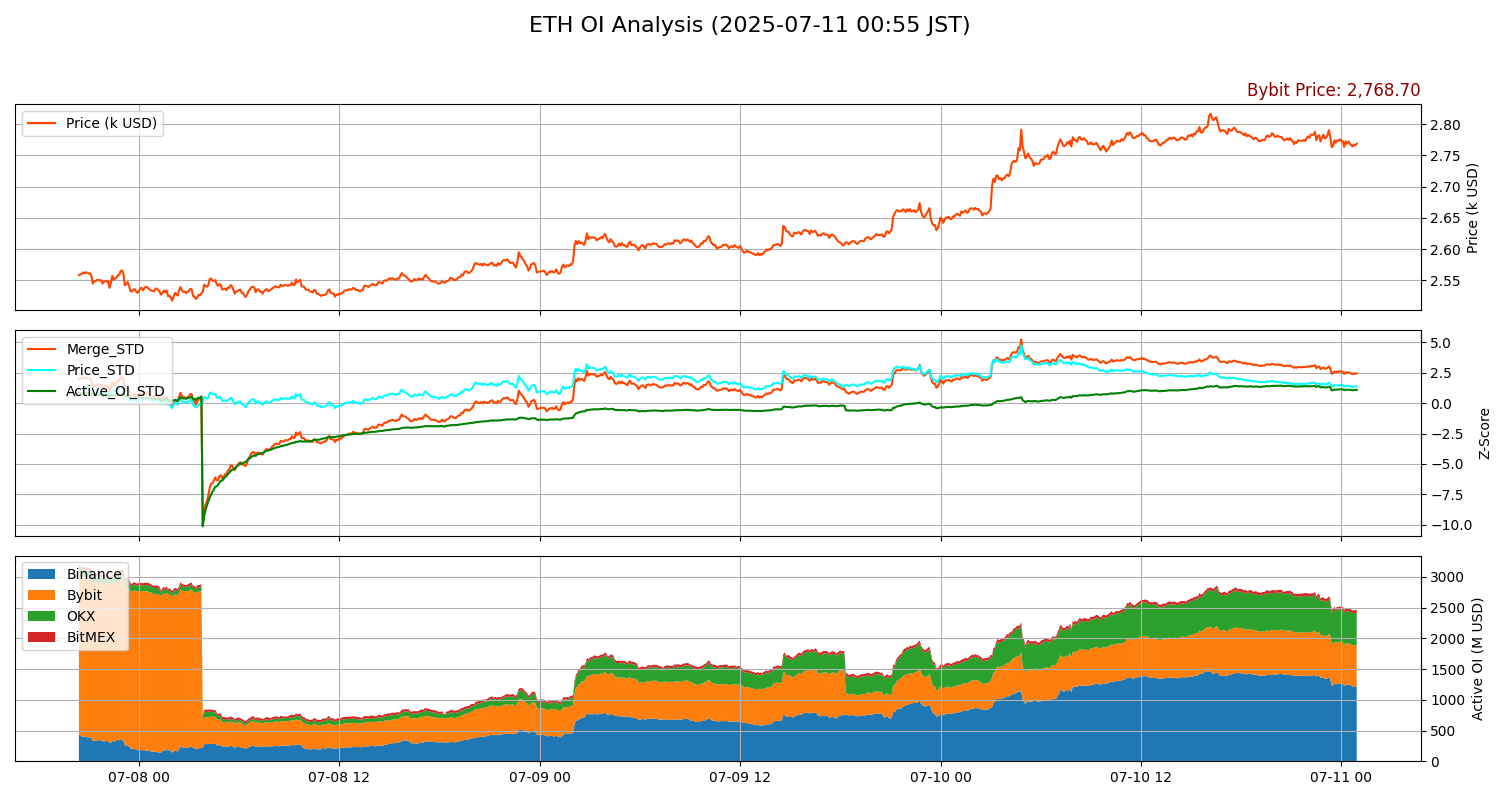 ETH OI Analysis (2025-07-11 00:55 JST)
Bybit Price: 2,768.70
Price (k USD)
2.80
2.75
2.70
2.65
2.60
2.55
Price (k USD)
Merge_STD
Price_STD
Active_OI_STD
5.0
2.5
0.0
−2.5
−5.0
−7.5
−10.0
Z-Score
Binance
Bybit
OKX
BitMEX
3000
2500
2000
1500
1000
500
0
Active OI (M USD)
07-08 00
07-08 12
07-09 00
07-09 12
07-10 00
07-10 12
07-11 00